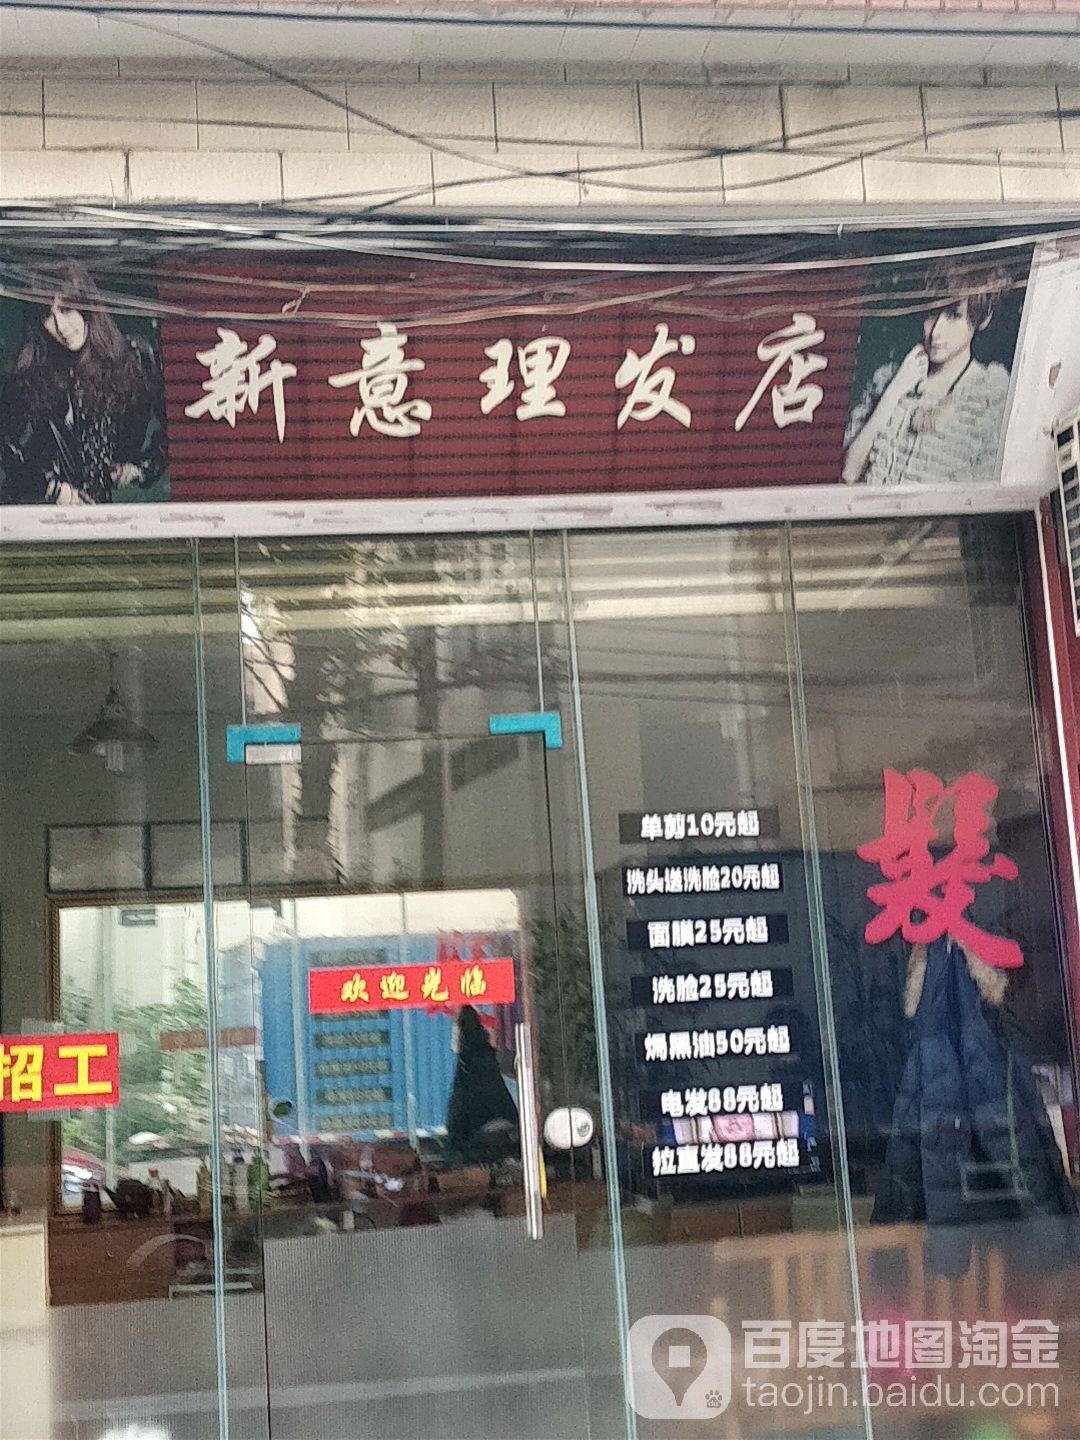 新意理发店
单剪10元起
洗头送洗脸20元起
面膜25元起
洗脸25元起
焗黑油50元起
电发88元起
拉直发88元起
髮
欢迎光临
招工
百度地图淘金
taojin.baidu.com